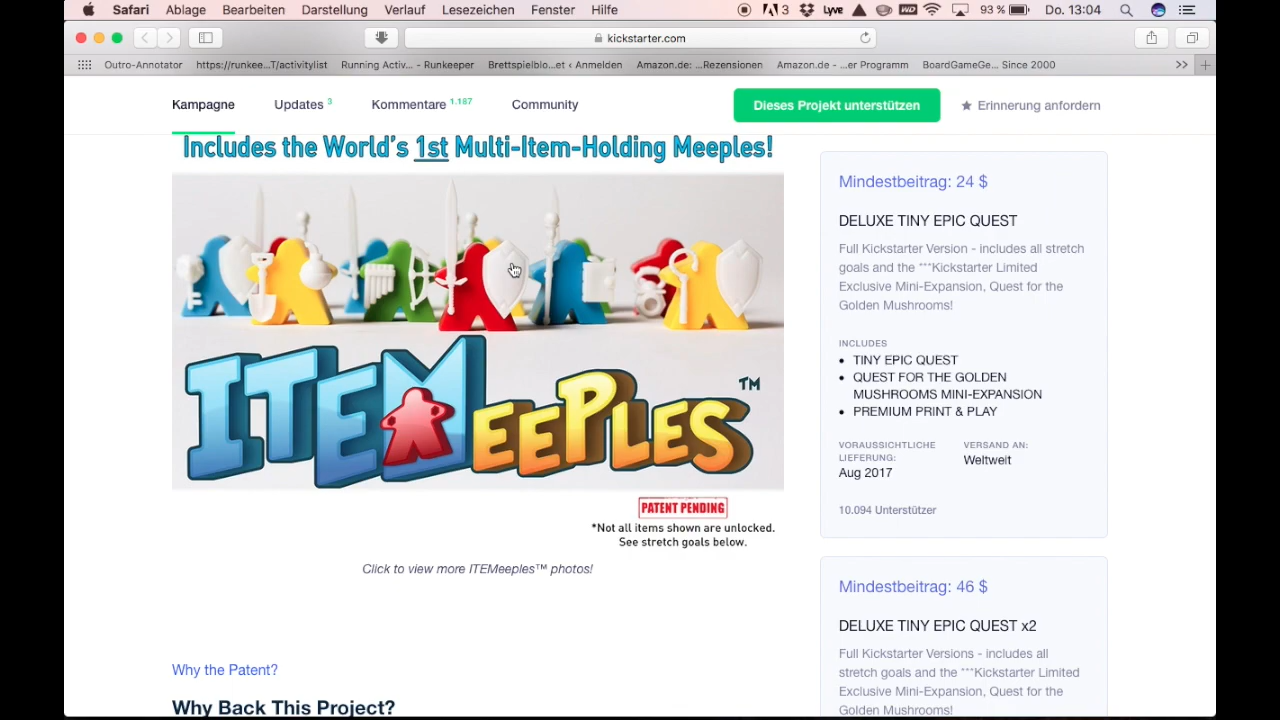 Safari Ablage Bearbeiten Darstellung Verlauf Lesezeichen Fenster Hilfe
3 Lyve WD 93 % Do. 13:04
kickstarter.com
Outro-Annotator https://runkee...T/activitylist Running Activ... - Runkeeper Brettspielblo...et ‹ Anmelden Amazon.de: ...Rezensionen Amazon.de - ...er Programm BoardGameGe... Since 2000 >>
Kampagne Updates 3 Kommentare 1.187 Community
Dieses Projekt unterstützen
Erinnerung anfordern
Includes the World's 1st Multi-Item-Holding Meeples!
ITEMeePLeS™
PATENT PENDING
*Not all items shown are unlocked.
See stretch goals below.
Click to view more ITEMeeples™ photos!
Why the Patent?
Why Back This Project?
Mindestbeitrag: 24 $
DELUXE TINY EPIC QUEST
Full Kickstarter Version - includes all stretch
goals and the ***Kickstarter Limited
Exclusive Mini-Expansion, Quest for the
Golden Mushrooms!
INCLUDES
• TINY EPIC QUEST
• QUEST FOR THE GOLDEN
MUSHROOMS MINI-EXPANSION
• PREMIUM PRINT & PLAY
VORAUSSICHTLICHE
LIEFERUNG:
Aug 2017
VERSAND AN:
Weltweit
10.094 Unterstützer
Mindestbeitrag: 46 $
DELUXE TINY EPIC QUEST x2
Full Kickstarter Versions - includes all
stretch goals and the ***Kickstarter Limited
Exclusive Mini-Expansion, Quest for the
Golden Mushrooms!